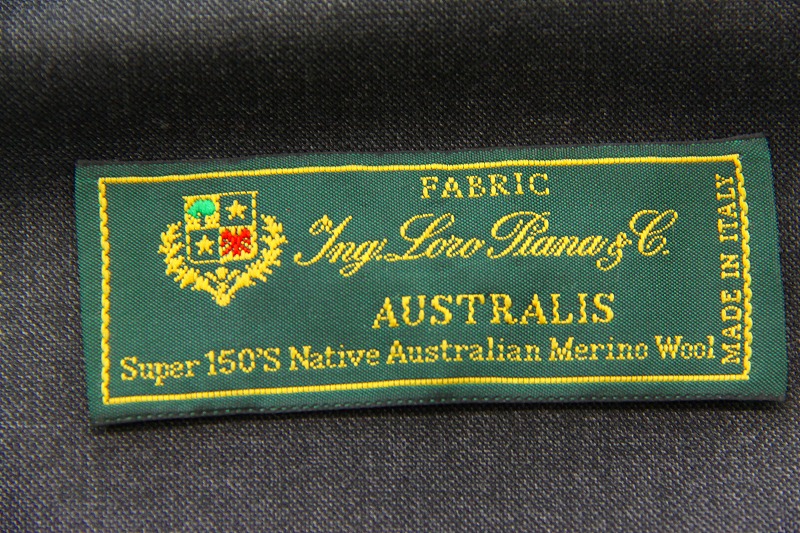 FABRIC
Ing. Loro Piana & C.
AUSTRALIS
Super 150'S Native Australian Merino Wool
MADE IN ITALY